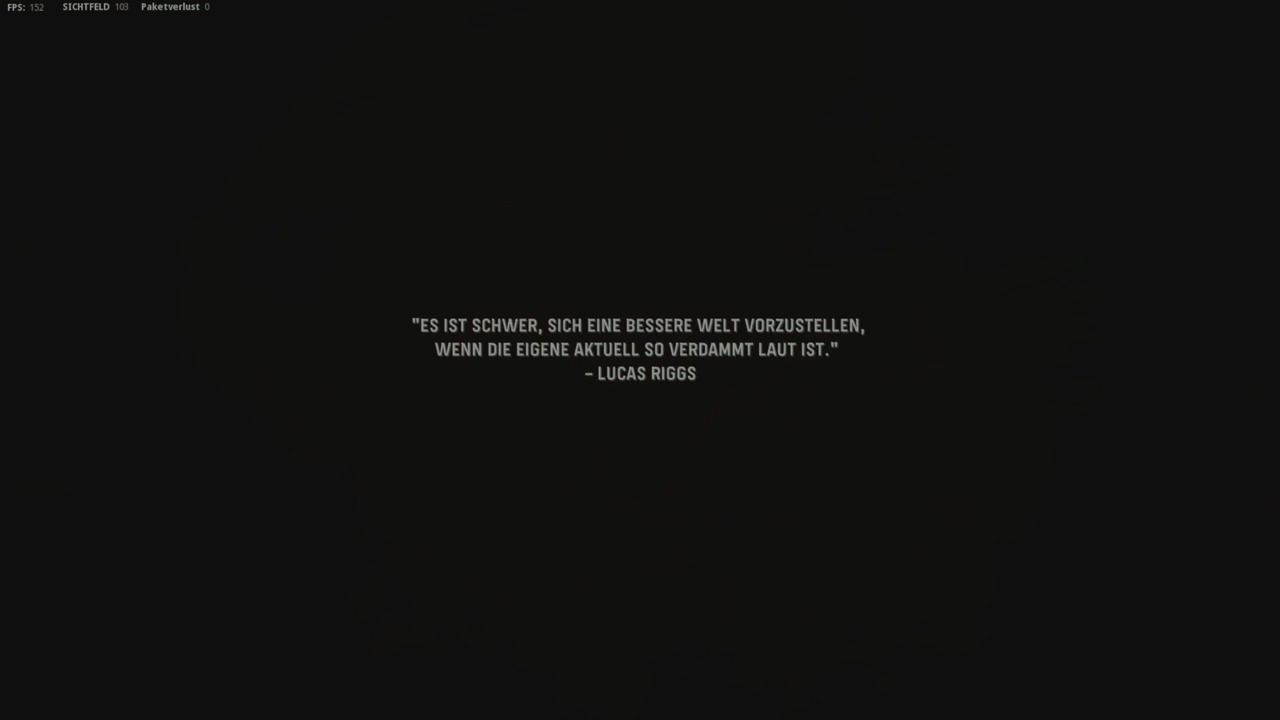 FPS: 152 SICHTFELD 103 Paketverlust 0
"ES IST SCHWER, SICH EINE BESSERE WELT VORZUSTELLEN,
WENN DIE EIGENE AKTUELL SO VERDAMMT LAUT IST."
– LUCAS RIGGS